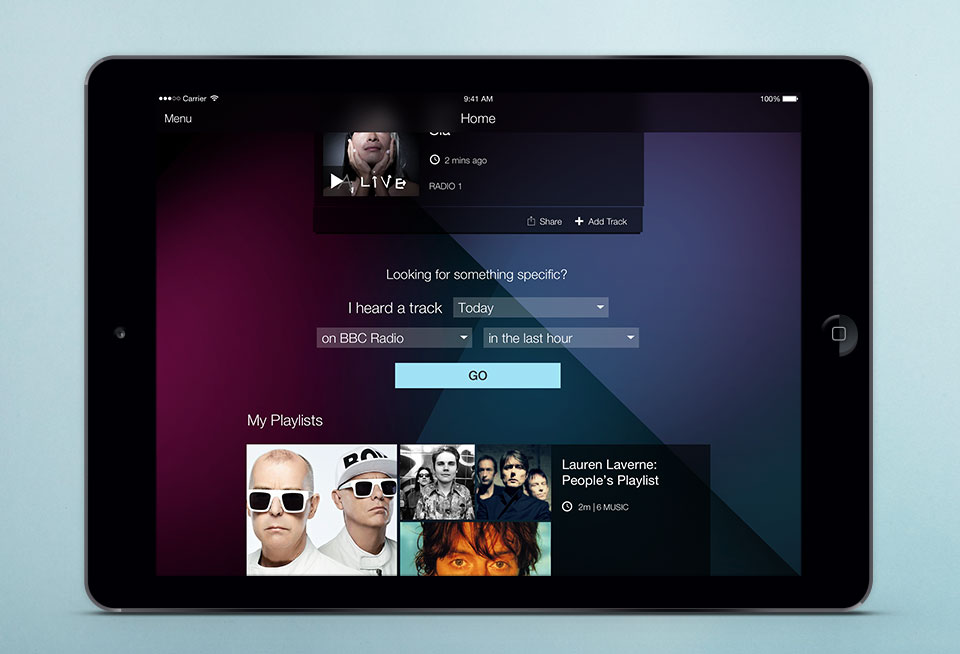 Carrier
9:41 AM
100%
Menu
Home
2 mins ago
LIVE
RADIO 1
Share
Add Track
Looking for something specific?
I heard a track
Today
on BBC Radio
in the last hour
GO
My Playlists
BOY
Lauren Laverne:
People's Playlist
2m | 6 MUSIC